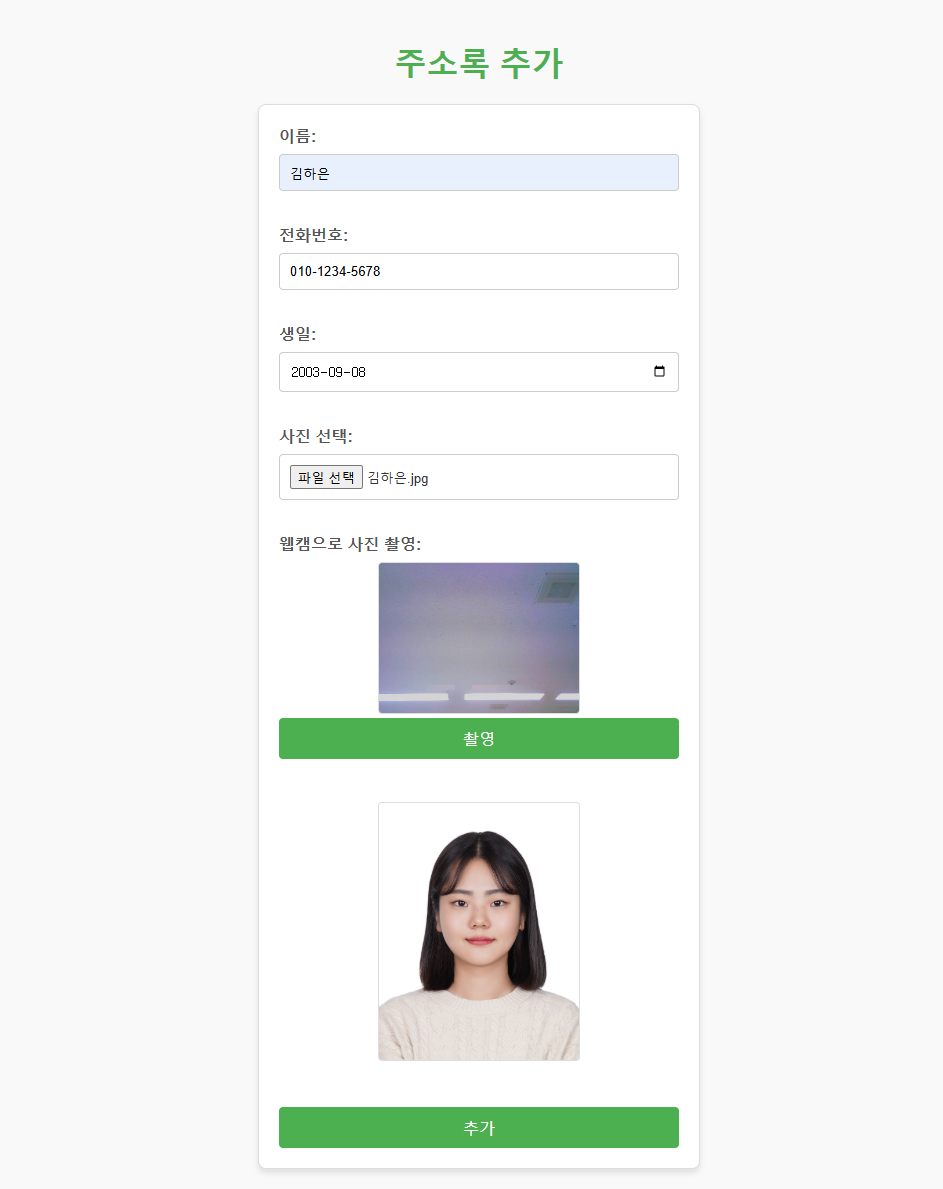 주소록 추가
이름:
김하은
전화번호:
010-1234-5678
생일:
2003-09-08
사진 선택:
파일 선택 김하은.jpg
웹캠으로 사진 촬영:
촬영
추가